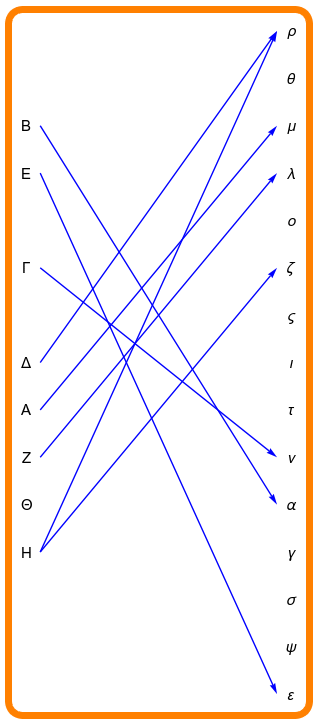 Β
Ε
Γ
Δ
Α
Ζ
Θ
Η
ρ
θ
μ
λ
ο
ζ
ς
ι
τ
ν
α
γ
σ
ψ
ε